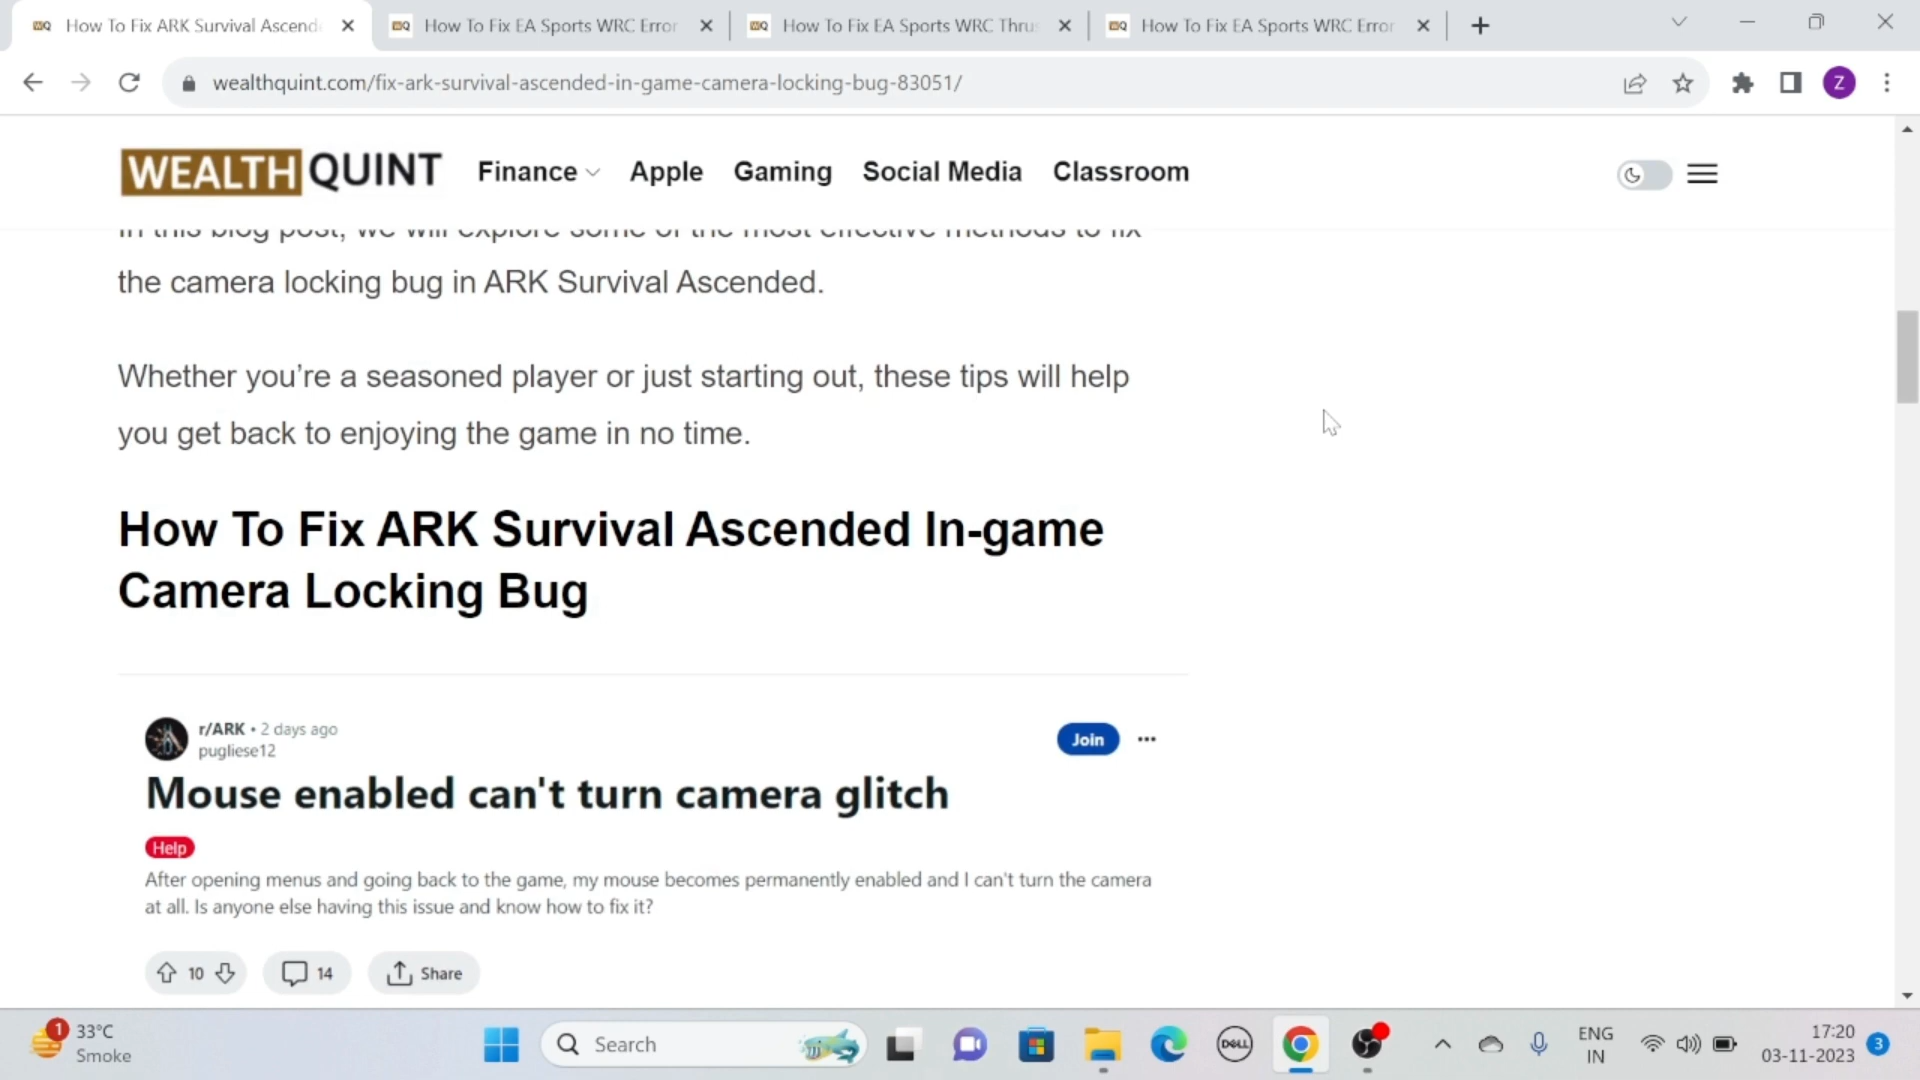 How To Fix ARK Survival Ascend
How To Fix EA Sports WRC Error
How To Fix EA Sports WRC Thru
How To Fix EA Sports WRC Error
wealthquint.com/fix-ark-survival-ascended-in-game-camera-locking-bug-83051/
Z
WEALTH QUINT
Finance
Apple
Gaming
Social Media
Classroom
In this blog post, we will explore some of the most effective methods to fix
the camera locking bug in ARK Survival Ascended.
Whether you’re a seasoned player or just starting out, these tips will help
you get back to enjoying the game in no time.
How To Fix ARK Survival Ascended In-game
Camera Locking Bug
r/ARK • 2 days ago
pugliese12
Join
Mouse enabled can't turn camera glitch
Help
After opening menus and going back to the game, my mouse becomes permanently enabled and I can't turn the camera
at all. Is anyone else having this issue and know how to fix it?
10
14
Share
1
33°C
Smoke
Search
DELL
ENG
IN
17:20
03-11-2023
3